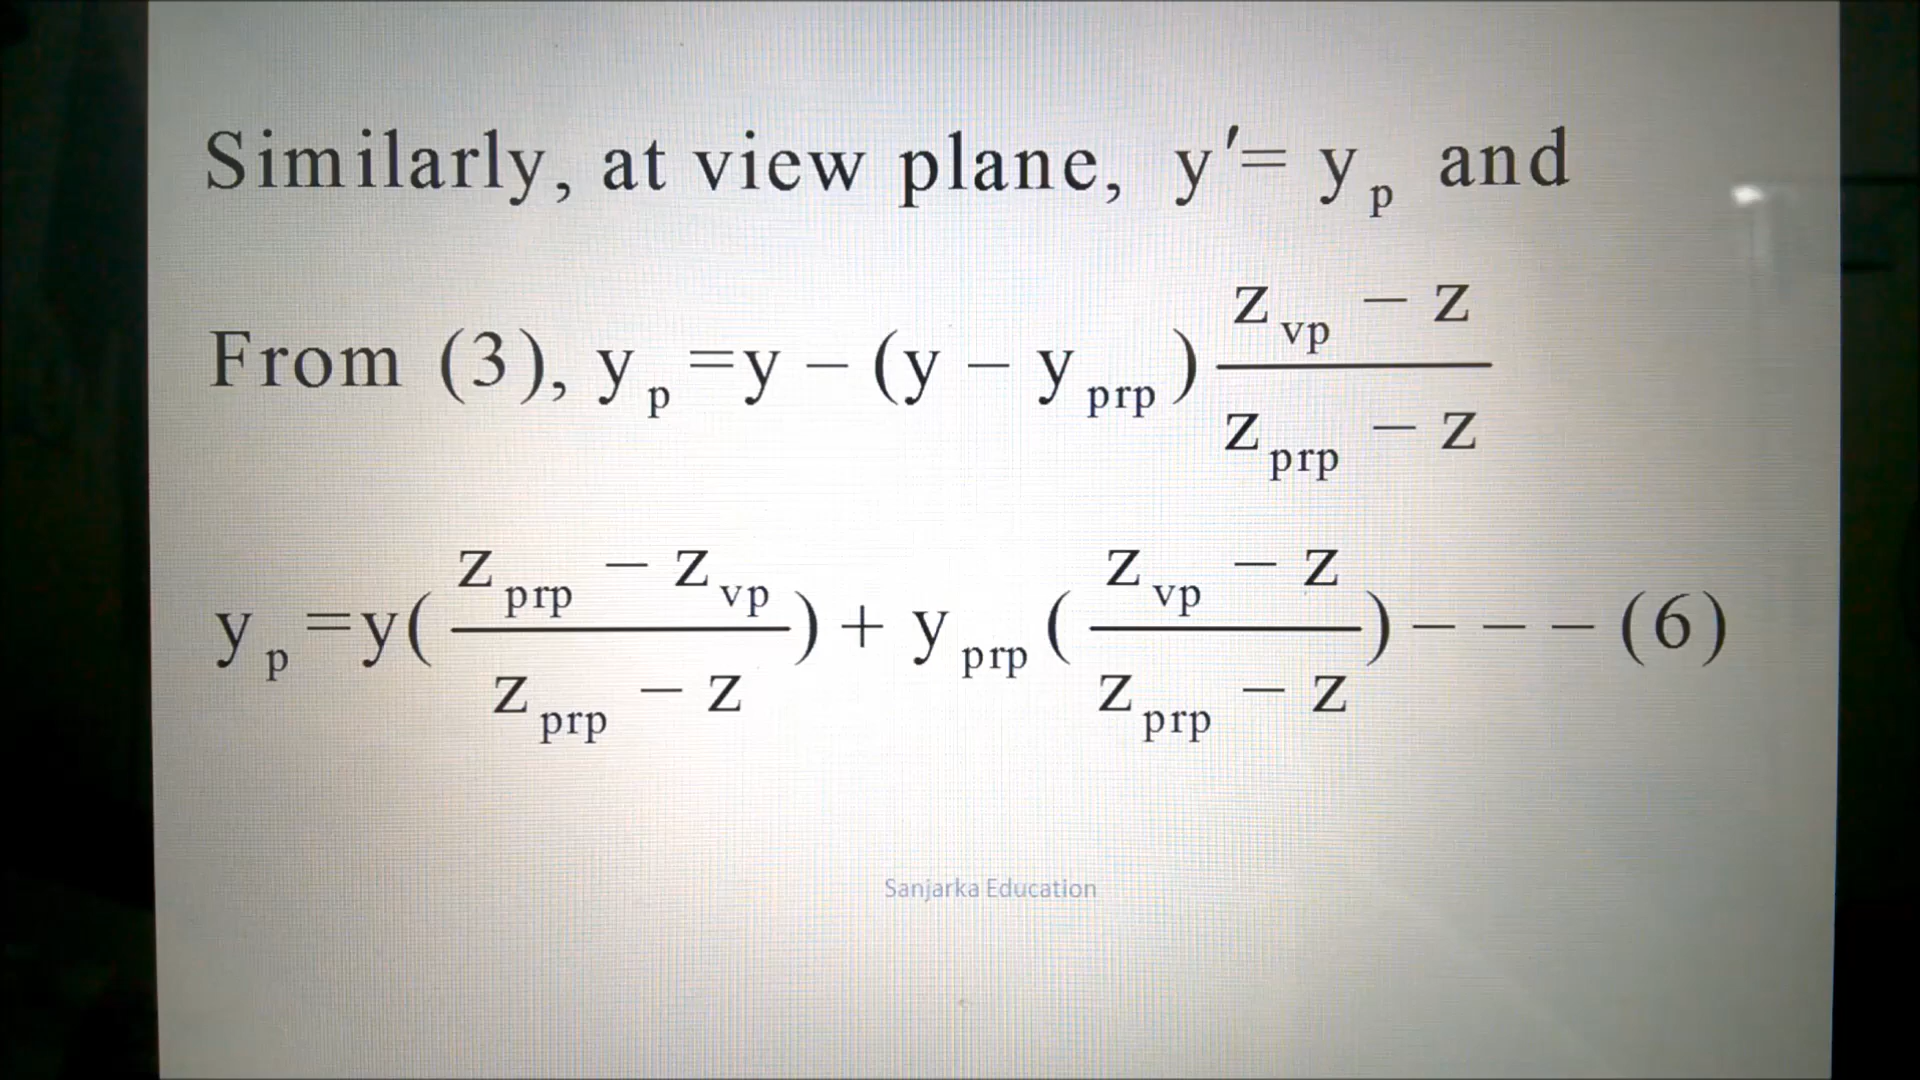 Similarly, at view plane, y′= y_p and
From (3), y_p =y – (y – y_prp) (z_vp – z)/(z_prp – z)
y_p =y((z_prp – z_vp)/(z_prp – z)) + y_prp((z_vp – z)/(z_prp – z)) – – – (6)
Sanjarka Education